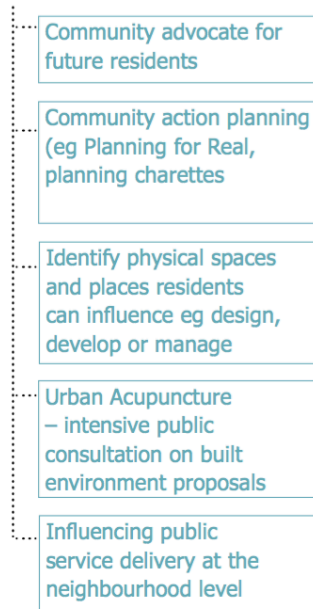 Community advocate for
future residents
Community action planning
(eg Planning for Real,
planning charettes
Identify physical spaces
and places residents
can influence eg design,
develop or manage
Urban Acupuncture
– intensive public
consultation on built
environment proposals
Influencing public
service delivery at the
neighbourhood level